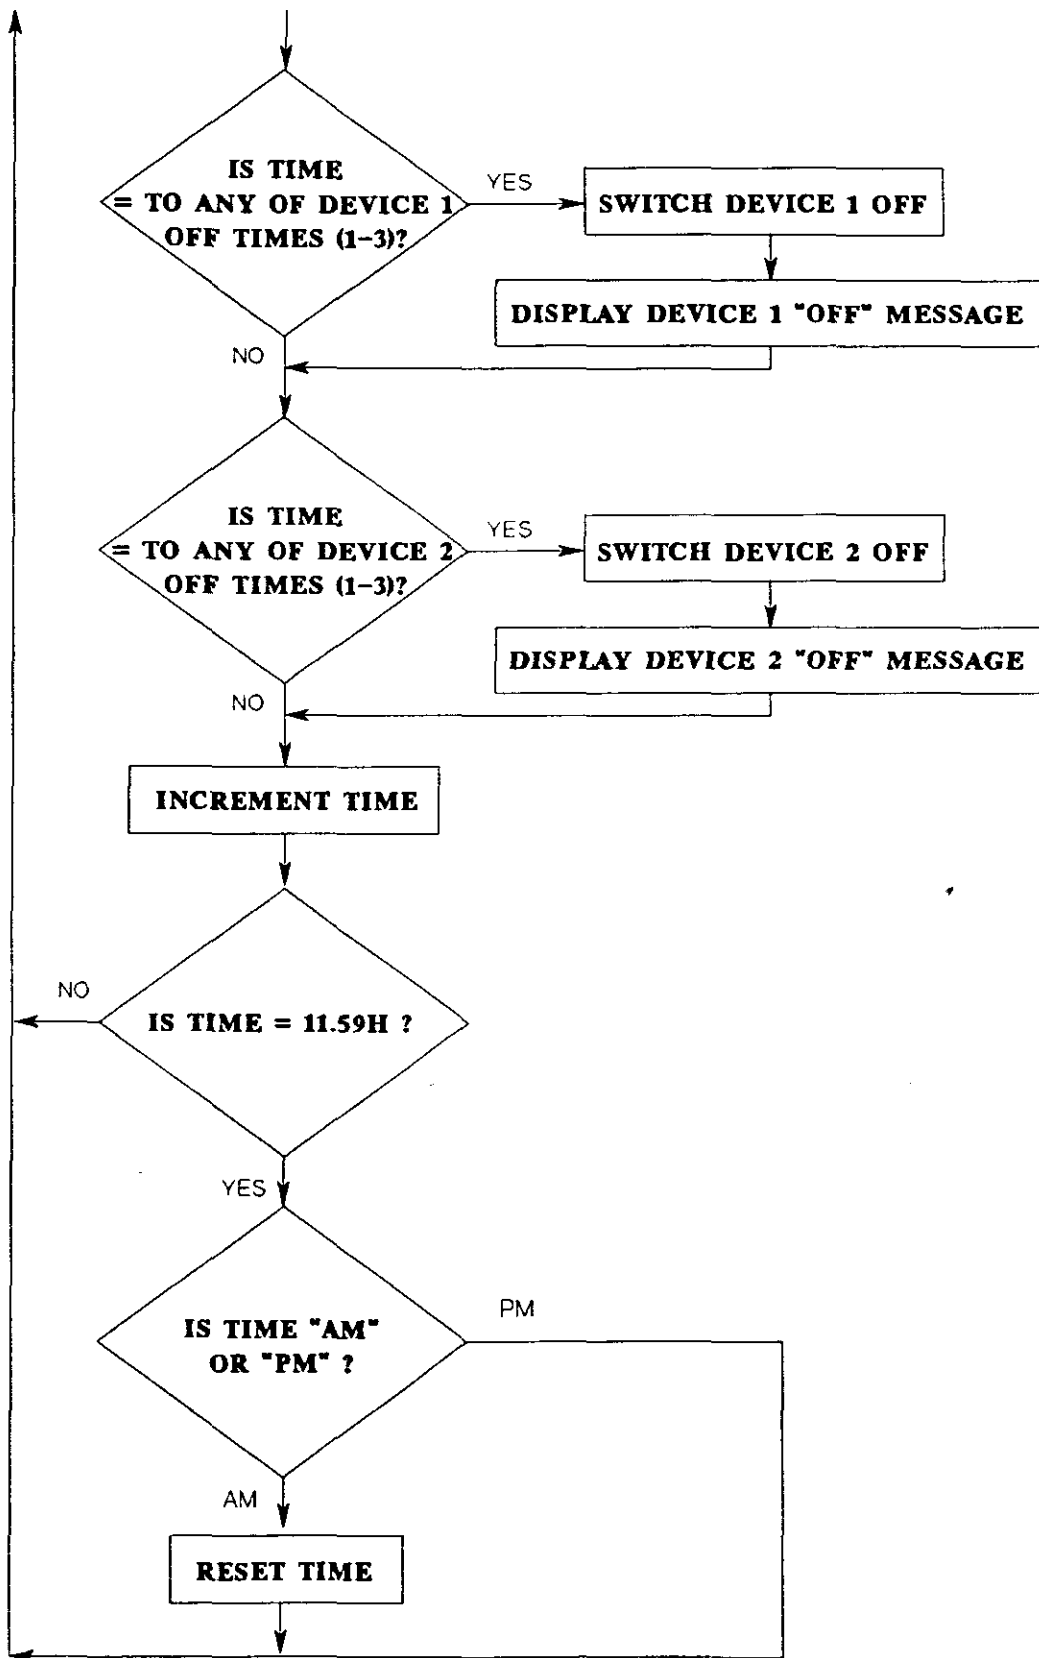 IS TIME
= TO ANY OF DEVICE 1
OFF TIMES (1-3)?
YES
SWITCH DEVICE 1 OFF
DISPLAY DEVICE 1 "OFF" MESSAGE
NO
IS TIME
= TO ANY OF DEVICE 2
OFF TIMES (1-3)?
YES
SWITCH DEVICE 2 OFF
DISPLAY DEVICE 2 "OFF" MESSAGE
NO
INCREMENT TIME
NO
IS TIME = 11.59H ?
YES
IS TIME "AM"
OR "PM" ?
PM
AM
RESET TIME